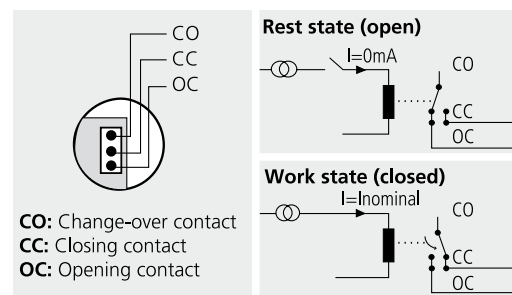 CO
CC
OC
CO: Change-over contact
CC: Closing contact
OC: Opening contact
Rest state (open)
I=0mA
CO
CC
OC
Work state (closed)
I=Inominal
CO
CC
OC